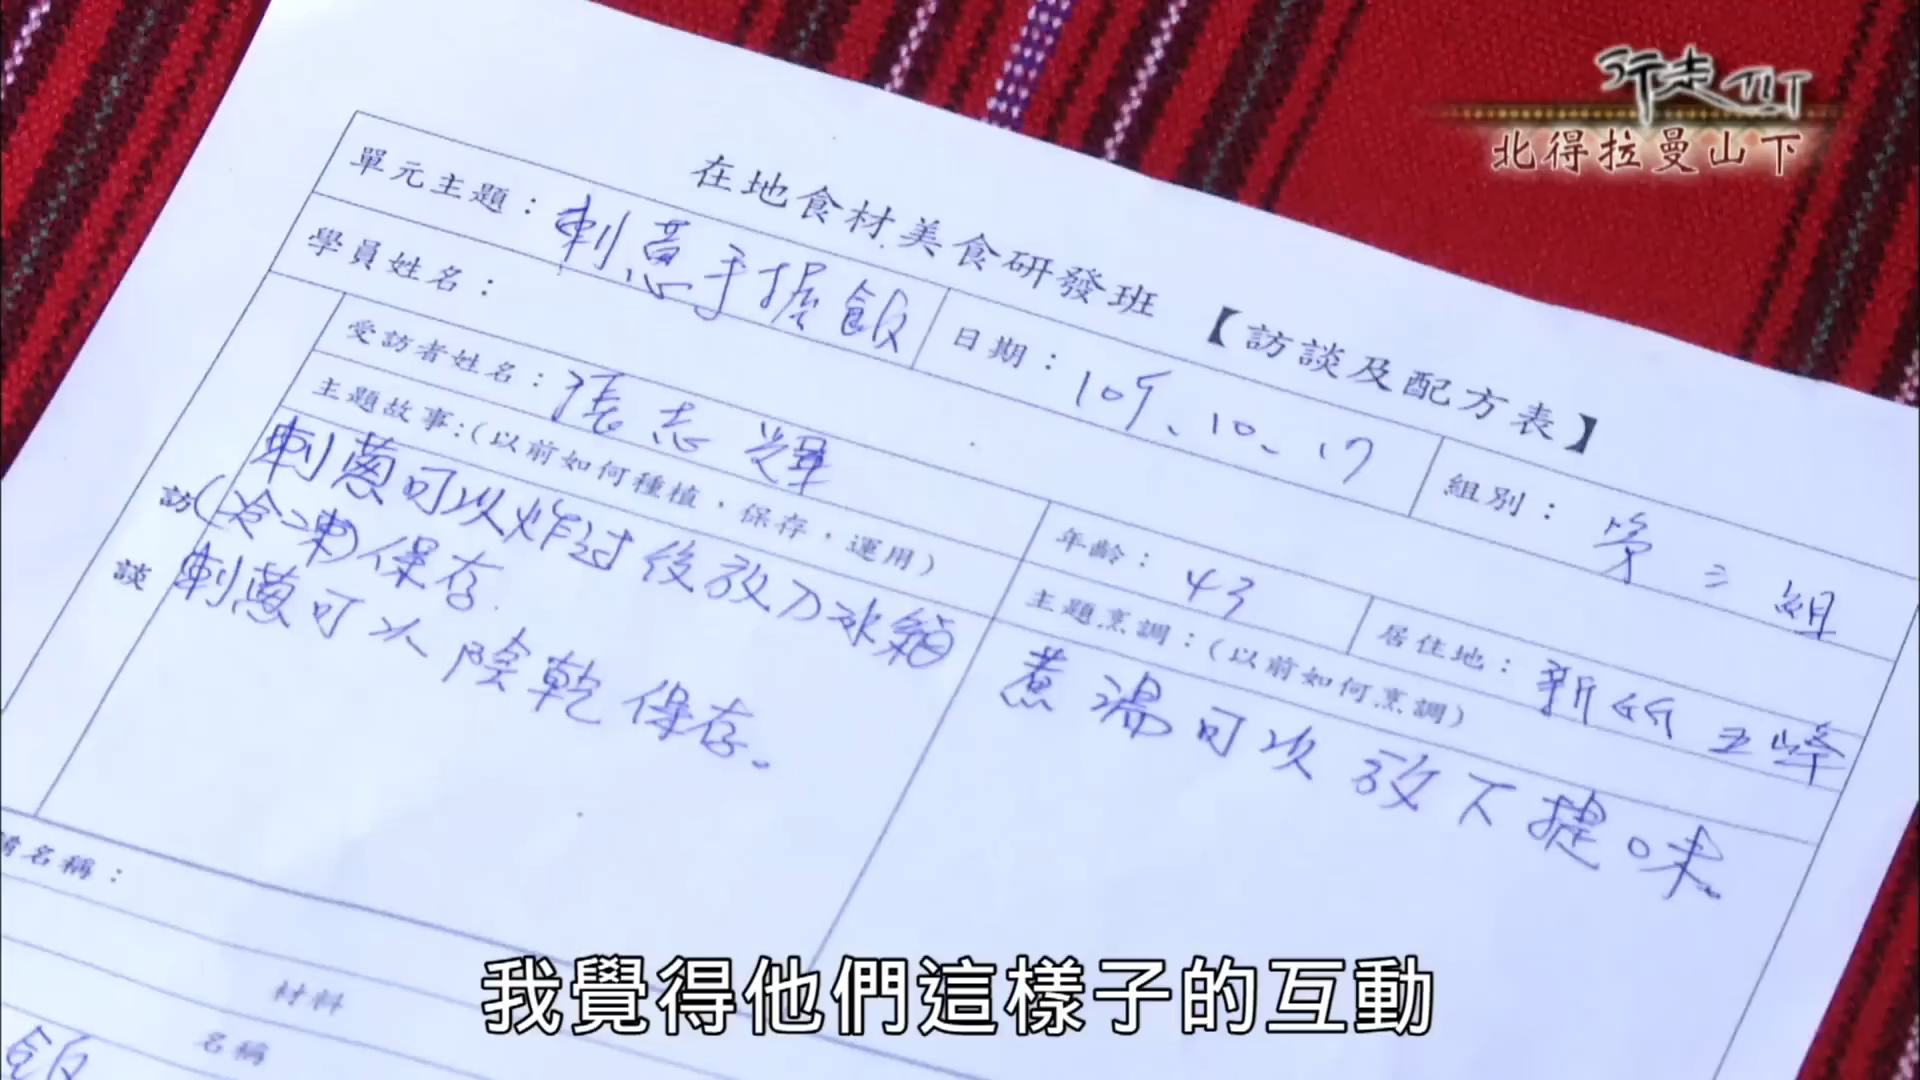 行走TIT
北得拉曼山下
在地食材美食研發班 【訪談及配方表】
單元主題：刺蔥手握飯
日期：109、10、17
組別：第三組
學員姓名：
受訪者姓名：張志輝
年齡：43
居住地：新竹五峰
主題故事：(以前如何種植，保存，運用)
主題烹調：(以前如何烹調)
訪談
刺蔥可以炸过後放入冰箱
(冷凍)保存.
刺蔥可以陰乾保存。
煮湯可以放下提味。
名稱：
材料
名稱
飯
我覺得他們這樣子的互動